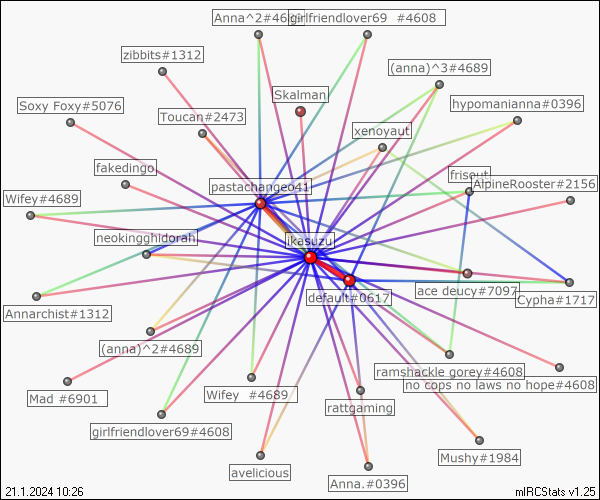 Anna^2#4689
girlfriendlover69  #4608
zibbits#1312
(anna)^3#4689
Skalman
hypomanianna#0396
Soxy Foxy#5076
Toucan#2473
xenoyaut
fakedingo
frisout
AlpineRooster#2156
pastachangeo41
Wifey#4689
neokingghidorah
ikasuzu
default#0617
ace deucy#7097
Cypha#1717
Annarchist#1312
(anna)^2#4689
ramshackle gorey#4608
no cops no laws no hope#4608
Mad #6901
Wifey  #4689
rattgaming
girlfriendlover69#4608
Mushy#1984
avelicious
Anna.#0396
21.1.2024 10:26
mIRCStats v1.25